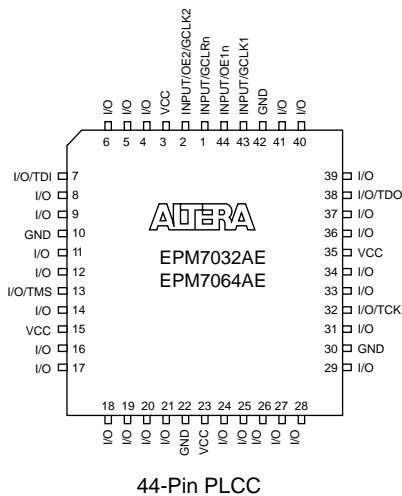 I/O
I/O
I/O
VCC
INPUT/OE2/GCLK2
INPUT/GCLRn
INPUT/OE1n
INPUT/GCLK1
GND
I/O
I/O
6 5 4 3 2 1 44 43 42 41 40
I/O/TDI 7
I/O 8
I/O 9
GND 10
I/O 11
I/O 12
I/O/TMS 13
I/O 14
VCC 15
I/O 16
I/O 17
ALTERA
EPM7032AE
EPM7064AE
39 I/O
38 I/O/TDO
37 I/O
36 I/O
35 VCC
34 I/O
33 I/O
32 I/O/TCK
31 I/O
30 GND
29 I/O
18 19 20 21 22 23 24 25 26 27 28
I/O
I/O
I/O
I/O
GND
VCC
I/O
I/O
I/O
I/O
I/O
44-Pin PLCC